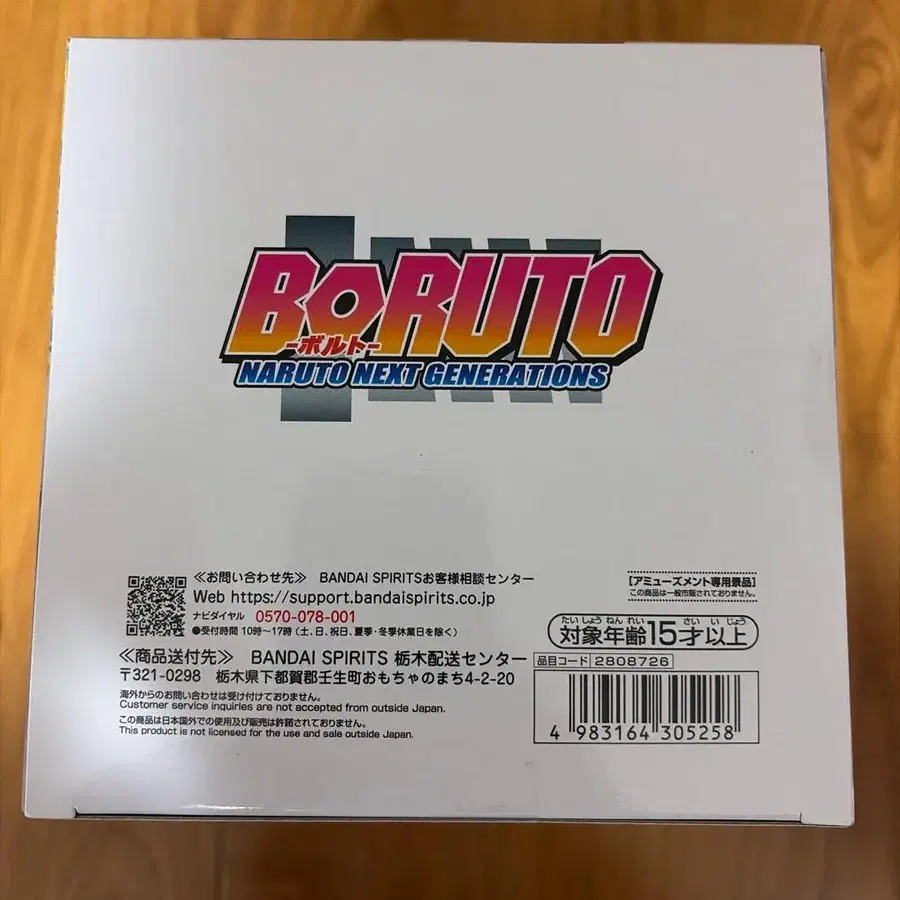 BORUTO
-ボルト-
NARUTO NEXT GENERATIONS
≪お問い合わせ先≫ BANDAI SPIRITSお客様相談センター
Web https://support.bandaispirits.co.jp
ナビダイヤル 0570-078-001
●受付時間 10時～17時(土、日、祝日、夏季・冬季休業日を除く)
≪商品送付先≫ BANDAI SPIRITS 栃木配送センター
〒321-0298 栃木県下都賀郡壬生町おもちゃのまち4-2-20
海外からのお問い合わせは受け付けておりません。
Customer service inquiries are not accepted from outside Japan.
この商品は日本国外での使用及び販売は許諾されておりません。
This product is not licensed for the use and sale outside Japan.
【アミューズメント専用景品】
この商品は一般市販されておりません。
たいしょうねんれい さい いじょう
対象年齢15才以上
品目コード 2808726
4 983164 305258